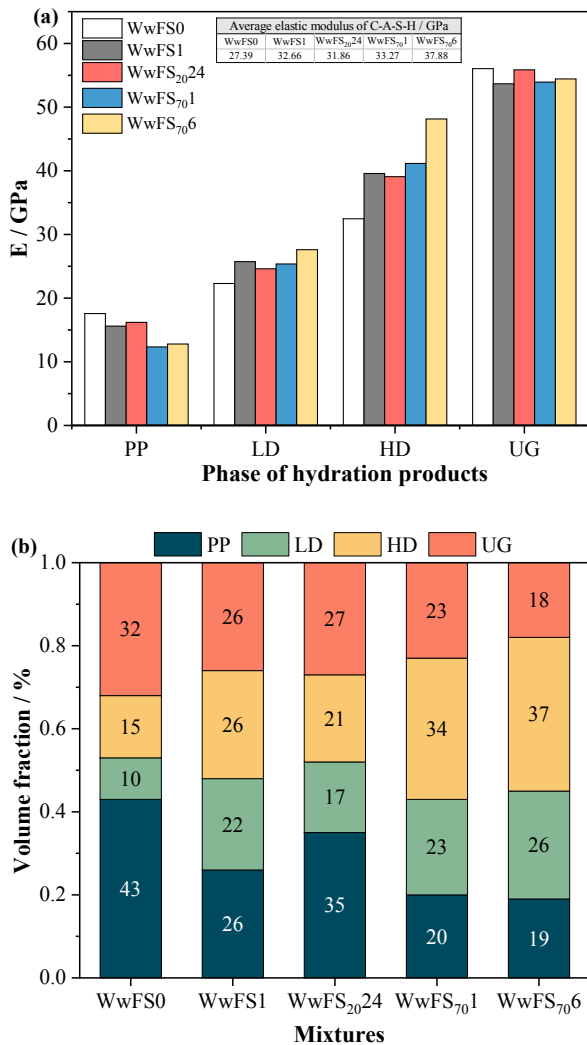 (a)
WwFS0
WwFS1
WwFS₂₀24
WwFS₇₀1
WwFS₇₀6
Average elastic modulus of C-A-S-H / GPa
WwFS0 WwFS1 WwFS₂₀24 WwFS₇₀1 WwFS₇₀6
27.39 32.66 31.86 33.27 37.88
E / GPa
60
50
40
30
20
10
0
PP LD HD UG
Phase of hydration products
(b)
PP LD HD UG
Volume fraction / %
1.0
0.8
0.6
0.4
0.2
0.0
32 26 27 23 18
15 26 21 34 37
10 22 17 23 26
43 26 35 20 19
WwFS0 WwFS1 WwFS₂₀24 WwFS₇₀1 WwFS₇₀6
Mixtures